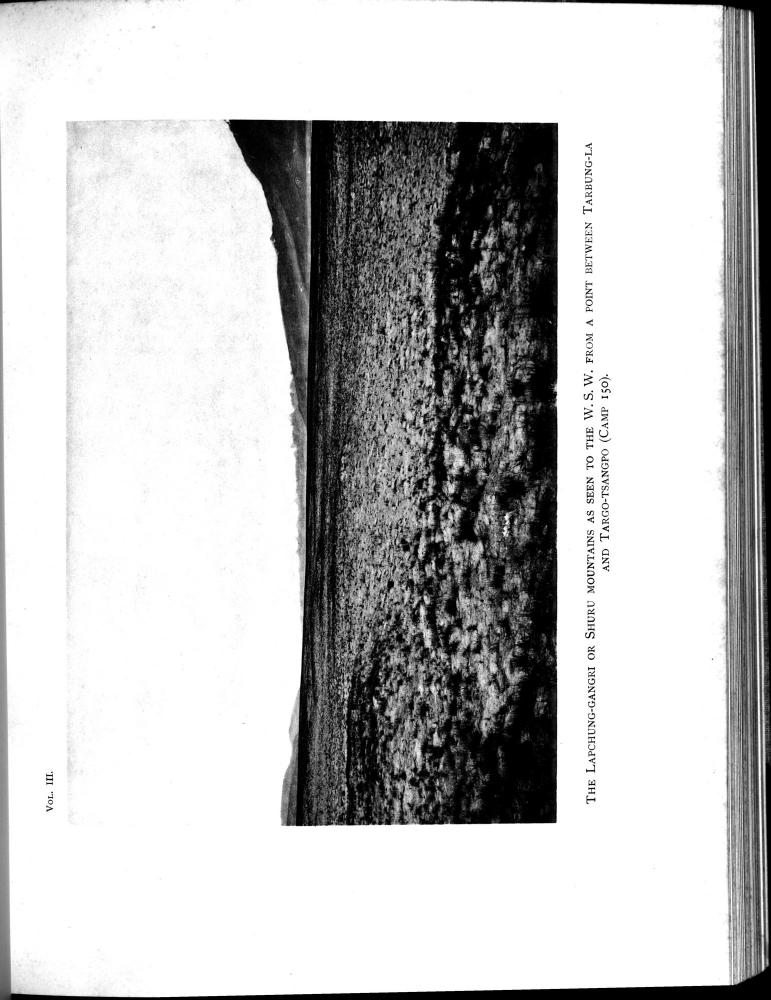 VOL. III.
THE LAPCHUNG-GANGRI OR SHURU MOUNTAINS AS SEEN TO THE W. S. W. FROM A POINT BETWEEN TARBUNG-LA
AND TARGO-TSANGPO (CAMP 150).